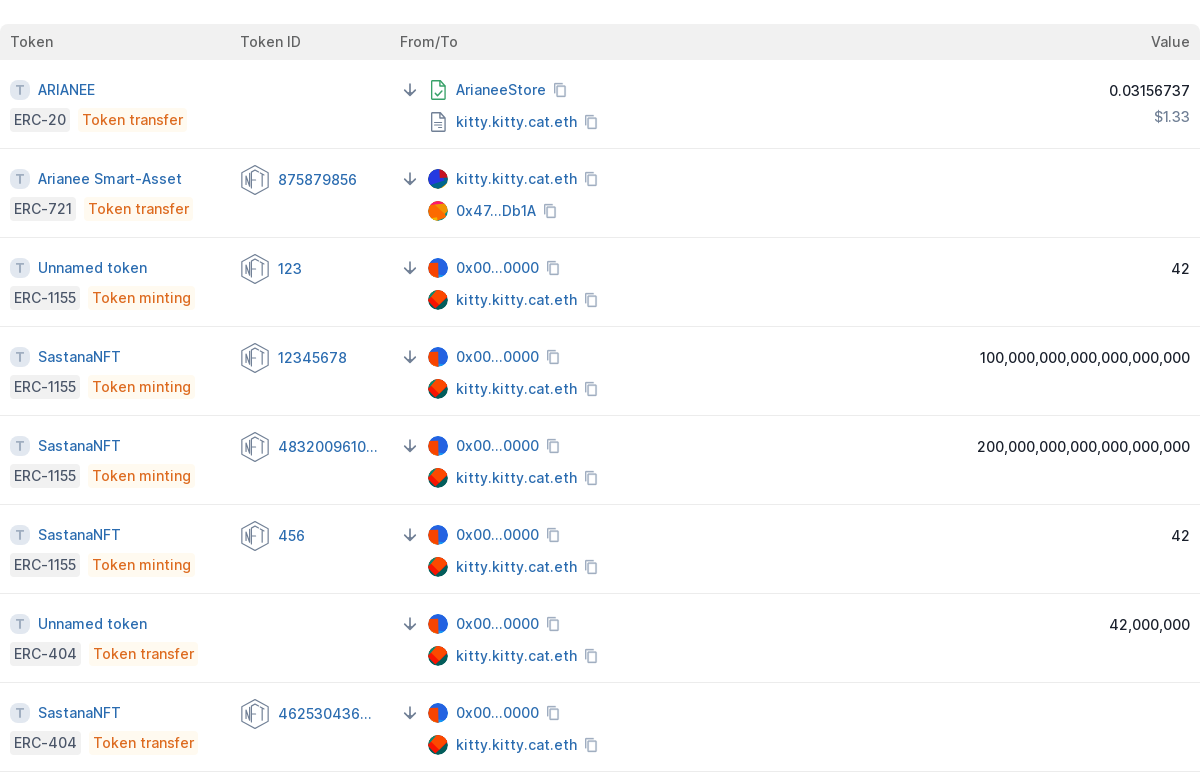 Token Token ID From/To Value
T ARIANEE ArianeeStore 0.03156737
ERC-20 Token transfer kitty.kitty.cat.eth $1.33
T Arianee Smart-Asset NFT 875879856 kitty.kitty.cat.eth
ERC-721 Token transfer 0x47...Db1A
T Unnamed token NFT 123 0x00...0000 42
ERC-1155 Token minting kitty.kitty.cat.eth
T SastanaNFT NFT 12345678 0x00...0000 100,000,000,000,000,000,000
ERC-1155 Token minting kitty.kitty.cat.eth
T SastanaNFT NFT 4832009610... 0x00...0000 200,000,000,000,000,000,000
ERC-1155 Token minting kitty.kitty.cat.eth
T SastanaNFT NFT 456 0x00...0000 42
ERC-1155 Token minting kitty.kitty.cat.eth
T Unnamed token 0x00...0000 42,000,000
ERC-404 Token transfer kitty.kitty.cat.eth
T SastanaNFT NFT 462530436... 0x00...0000
ERC-404 Token transfer kitty.kitty.cat.eth